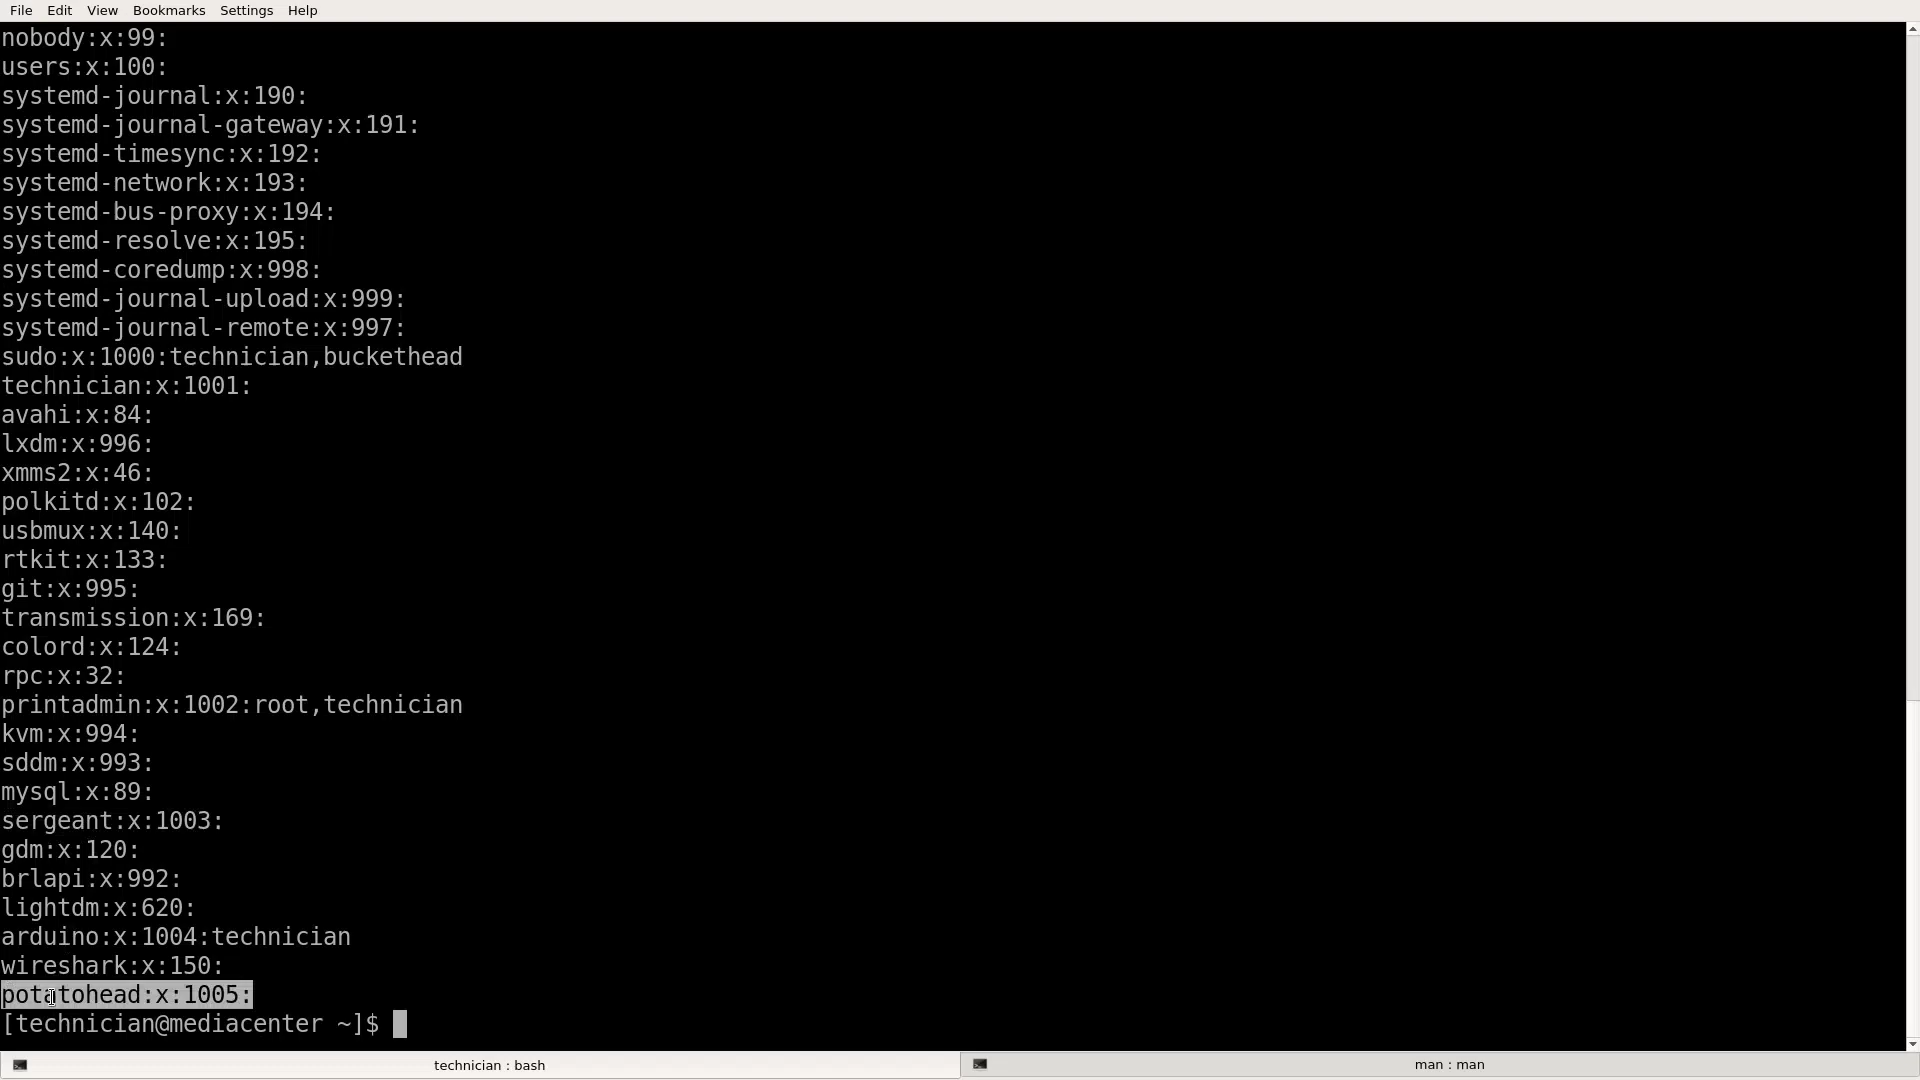 File Edit View Bookmarks Settings Help
nobody:x:99:
users:x:100:
systemd-journal:x:190:
systemd-journal-gateway:x:191:
systemd-timesync:x:192:
systemd-network:x:193:
systemd-bus-proxy:x:194:
systemd-resolve:x:195:
systemd-coredump:x:998:
systemd-journal-upload:x:999:
systemd-journal-remote:x:997:
sudo:x:1000:technician,buckethead
technician:x:1001:
avahi:x:84:
lxdm:x:996:
xmms2:x:46:
polkitd:x:102:
usbmux:x:140:
rtkit:x:133:
git:x:995:
transmission:x:169:
colord:x:124:
rpc:x:32:
printadmin:x:1002:root,technician
kvm:x:994:
sddm:x:993:
mysql:x:89:
sergeant:x:1003:
gdm:x:120:
brlapi:x:992:
lightdm:x:620:
arduino:x:1004:technician
wireshark:x:150:
potatohead:x:1005:
[technician@mediacenter ~]$
technician : bash
man : man